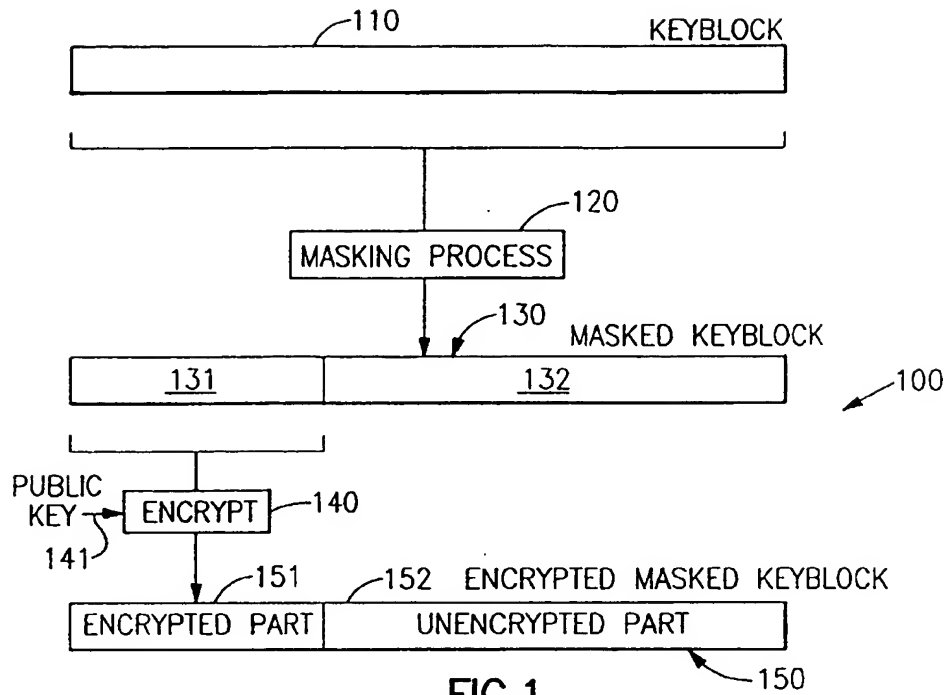 110
KEYBLOCK
120
MASKING PROCESS
130
MASKED KEYBLOCK
131
132
100
PUBLIC
KEY
141
ENCRYPT
140
151
152
ENCRYPTED MASKED KEYBLOCK
ENCRYPTED PART
UNENCRYPTED PART
150
FIG. 1